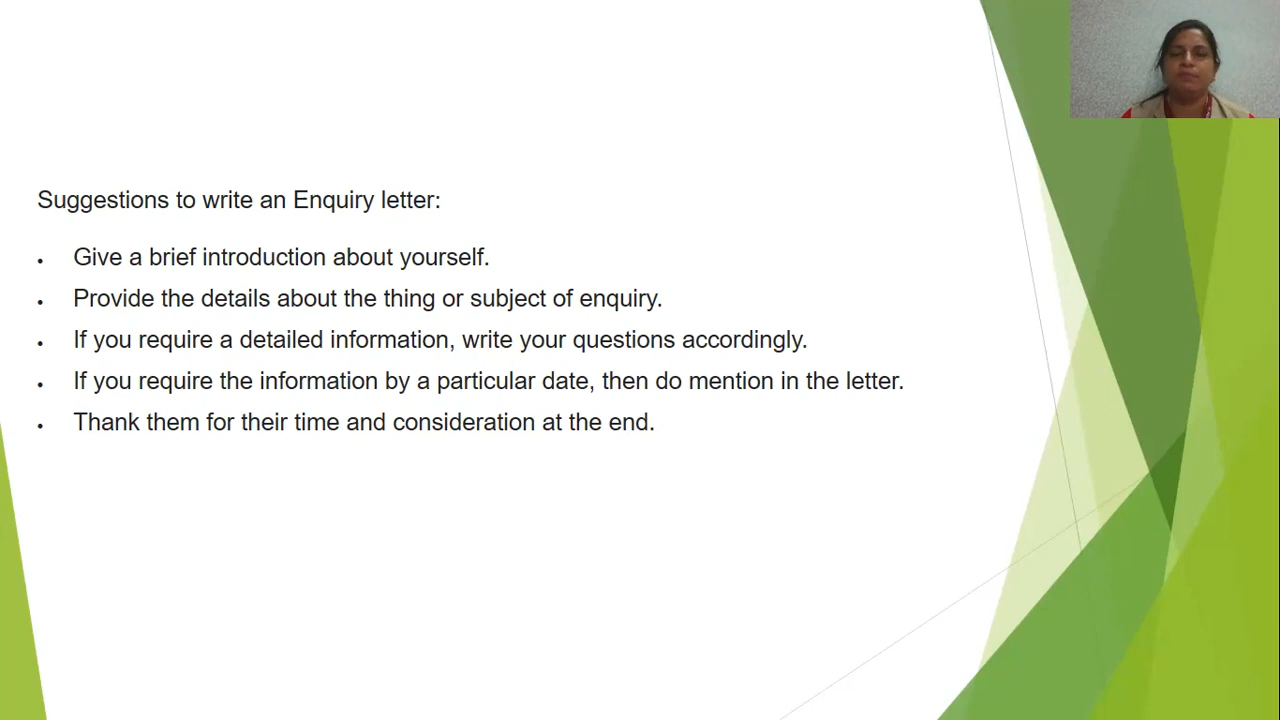 Suggestions to write an Enquiry letter:
• Give a brief introduction about yourself.
• Provide the details about the thing or subject of enquiry.
• If you require a detailed information, write your questions accordingly.
• If you require the information by a particular date, then do mention in the letter.
• Thank them for their time and consideration at the end.